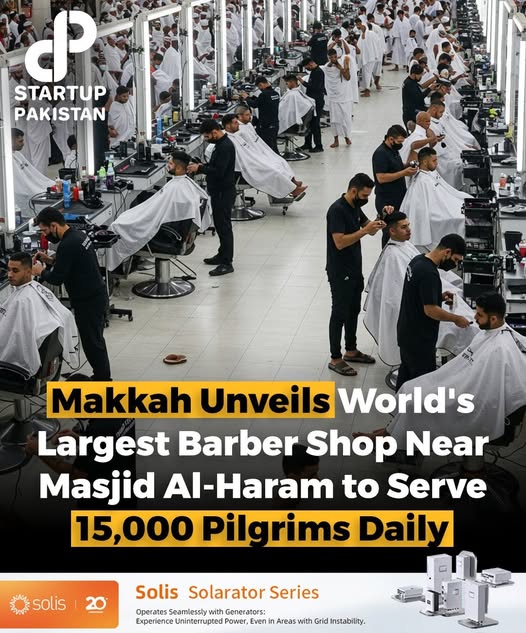 STARTUP
PAKISTAN
Makkah Unveils World's
Largest Barber Shop Near
Masjid Al-Haram to Serve
15,000 Pilgrims Daily
solis 20
Solis Solarator Series
Operates Seamlessly with Generators:
Experience Uninterrupted Power, Even in Areas with Grid Instability.